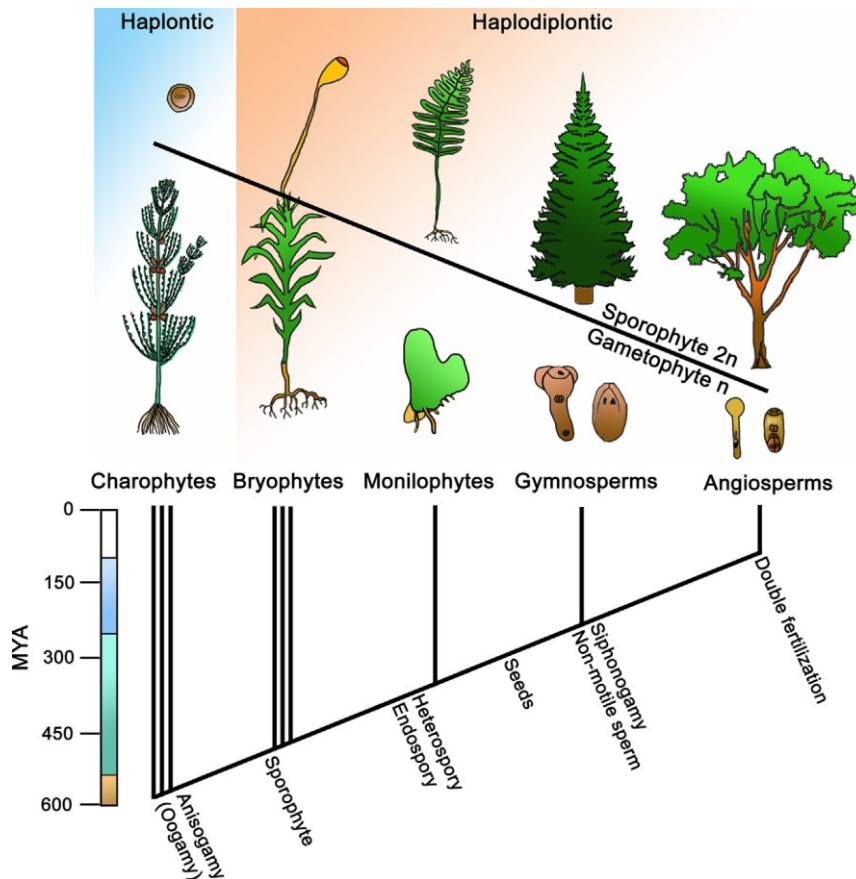 Haplontic
Haplodiplontic
Sporophyte 2n
Gametophyte n
Charophytes
Bryophytes
Monilophytes
Gymnosperms
Angiosperms
0
150
300
450
600
MYA
Anisogamy
(Oogamy)
Sporophyte
Heterospory
Endospory
Seeds
Siphonogamy
Non-motile sperm
Double fertilization